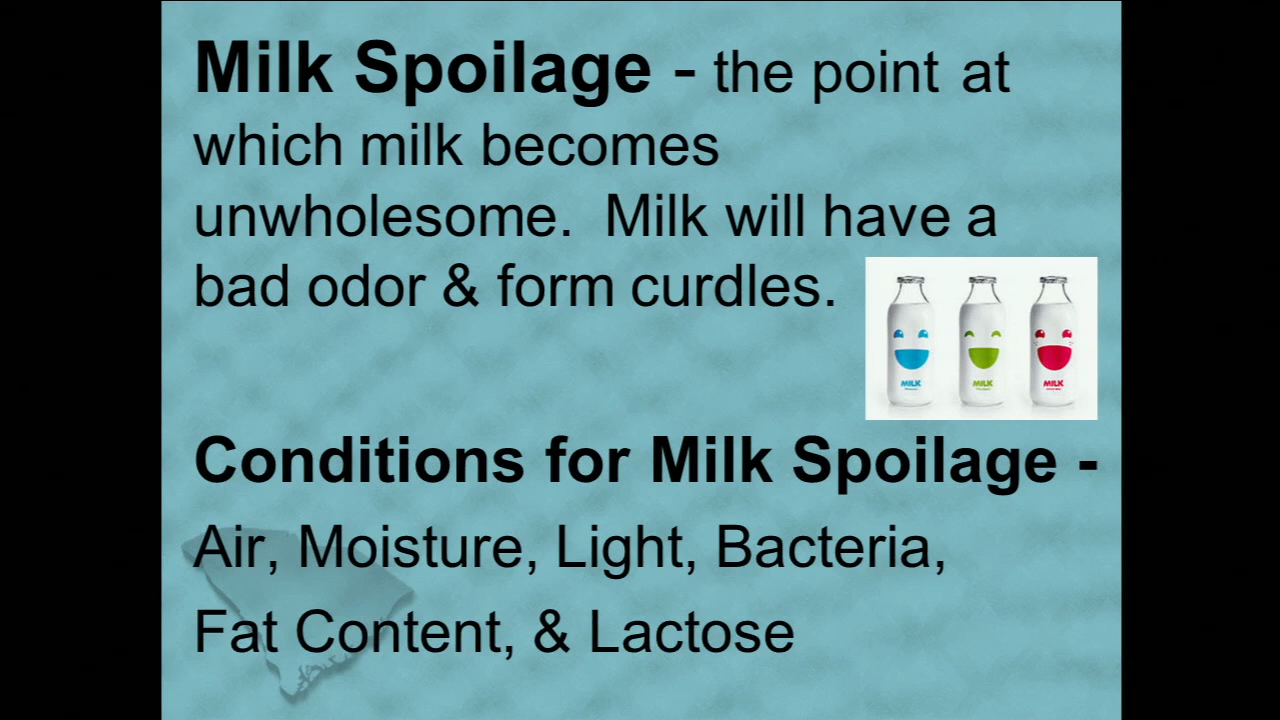 Milk Spoilage - the point at
which milk becomes
unwholesome.  Milk will have a
bad odor & form curdles.
MILK MILK MILK
Conditions for Milk Spoilage -
Air, Moisture, Light, Bacteria,
Fat Content, & Lactose